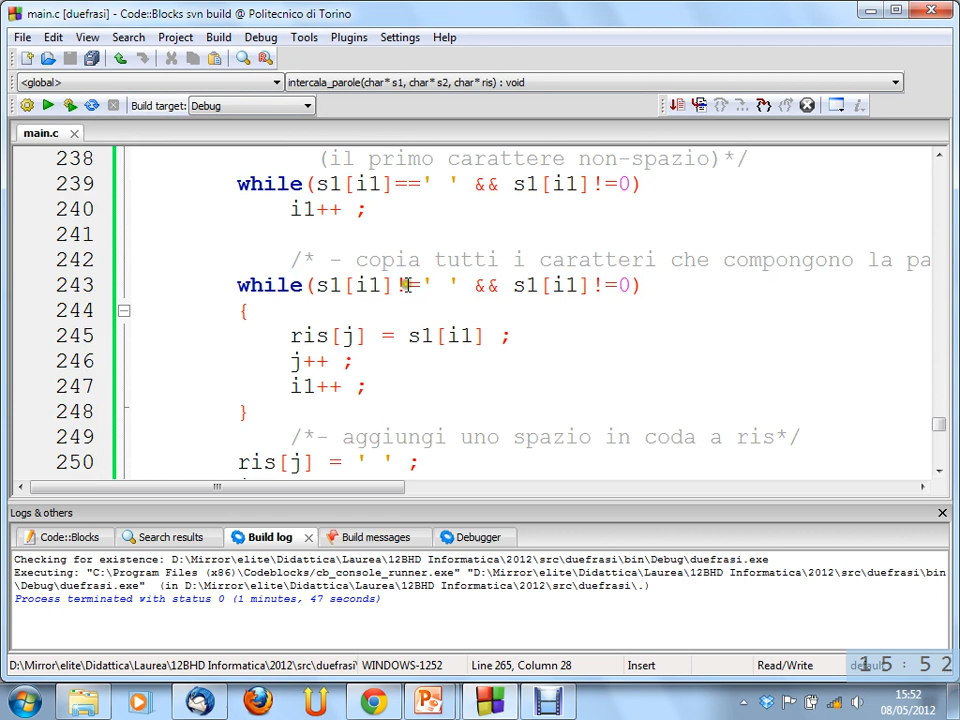 main.c [duefrasi] - Code::Blocks svn build @ Politecnico di Torino
File Edit View Search Project Build Debug Tools Plugins Settings Help
<global> intercala_parole(char* s1, char* s2, char* ris) : void
Build target: Debug
main.c
238 (il primo carattere non-spazio)*/
239 while(s1[i1]==' ' && s1[i1]!=0)
240 i1++ ;
241
242 /* - copia tutti i caratteri che compongono la pa
243 while(s1[i1]!=' ' && s1[i1]!=0)
244 {
245 ris[j] = s1[i1] ;
246 j++ ;
247 i1++ ;
248 }
249 /*- aggiungi uno spazio in coda a ris*/
250 ris[j] = ' ' ;
Logs & others
Code::Blocks Search results Build log Build messages Debugger
Checking for existence: D:\Mirror\elite\Didattica\Laurea\12BHD Informatica\2012\src\duefrasi\bin\Debug\duefrasi.exe
Executing: "C:\Program Files (x86)\Codeblocks/cb_console_runner.exe" "D:\Mirror\elite\Didattica\Laurea\12BHD Informatica\2012\src\duefrasi\bin
\Debug\duefrasi.exe" (in D:\Mirror\elite\Didattica\Laurea\12BHD Informatica\2012\src\duefrasi\.)
Process terminated with status 0 (1 minutes, 47 seconds)
D:\Mirror\elite\Didattica\Laurea\12BHD Informatica\2012\src\duefrasi\ WINDOWS-1252 Line 265, Column 28 Insert Read/Write default
15:52
15:52
08/05/2012